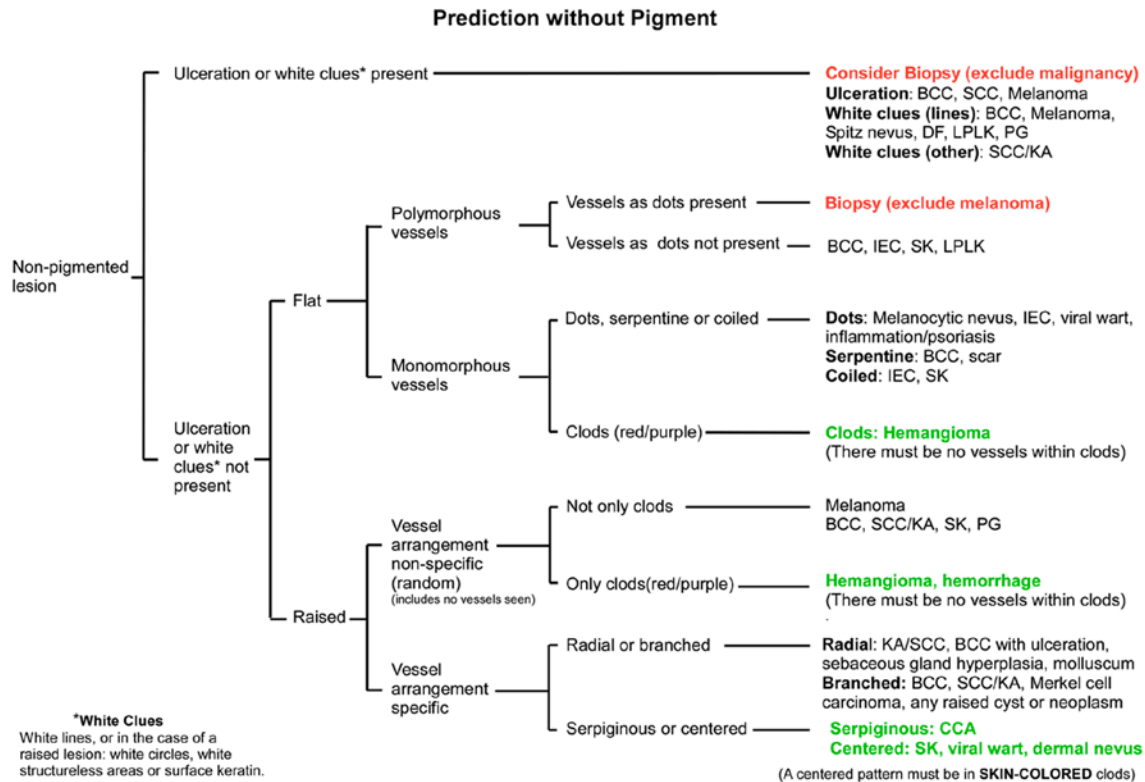 Prediction without Pigment
Ulceration or white clues* present
Consider Biopsy (exclude malignancy)
Ulceration: BCC, SCC, Melanoma
White clues (lines): BCC, Melanoma,
Spitz nevus, DF, LPLK, PG
White clues (other): SCC/KA
Non-pigmented
lesion
Ulceration
or white
clues* not
present
Flat
Polymorphous
vessels
Vessels as dots present
Biopsy (exclude melanoma)
Vessels as dots not present
BCC, IEC, SK, LPLK
Monomorphous
vessels
Dots, serpentine or coiled
Dots: Melanocytic nevus, IEC, viral wart,
inflammation/psoriasis
Serpentine: BCC, scar
Coiled: IEC, SK
Clods (red/purple)
Clods: Hemangioma
(There must be no vessels within clods)
Raised
Vessel
arrangement
non-specific
(random)
(includes no vessels seen)
Not only clods
Melanoma
BCC, SCC/KA, SK, PG
Only clods(red/purple)
Hemangioma, hemorrhage
(There must be no vessels within clods)
Vessel
arrangement
specific
Radial or branched
Radial: KA/SCC, BCC with ulceration,
sebaceous gland hyperplasia, molluscum
Branched: BCC, SCC/KA, Merkel cell
carcinoma, any raised cyst or neoplasm
Serpiginous or centered
Serpiginous: CCA
Centered: SK, viral wart, dermal nevus
(A centered pattern must be in SKIN-COLORED clods)
*White Clues
White lines, or in the case of a
raised lesion: white circles, white
structureless areas or surface keratin.